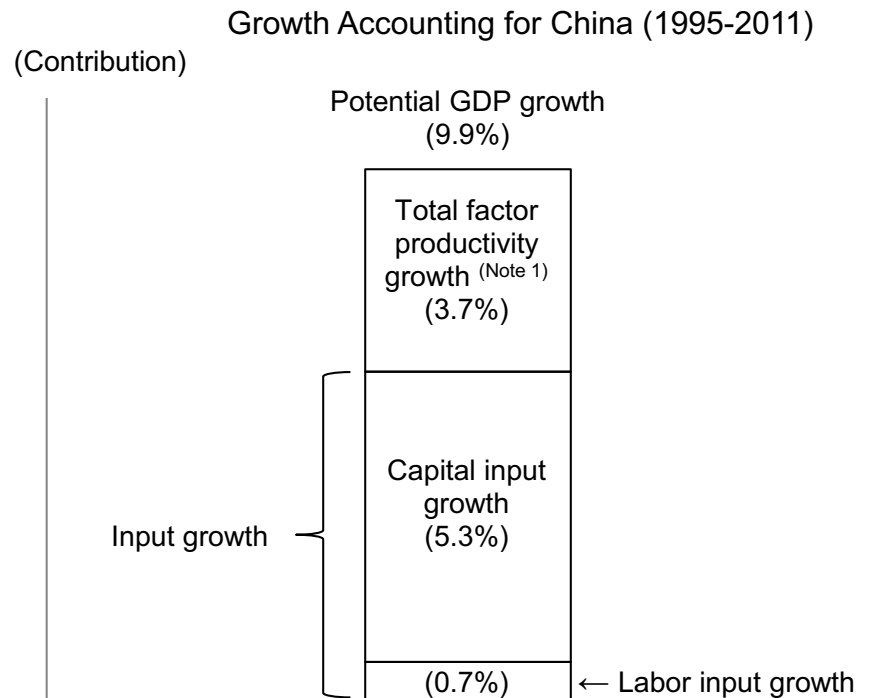 Growth Accounting for China (1995-2011)
(Contribution)
Potential GDP growth
(9.9%)
Total factor
productivity
growth (Note 1)
(3.7%)
Capital input
growth
(5.3%)
Input growth
(0.7%)
← Labor input growth